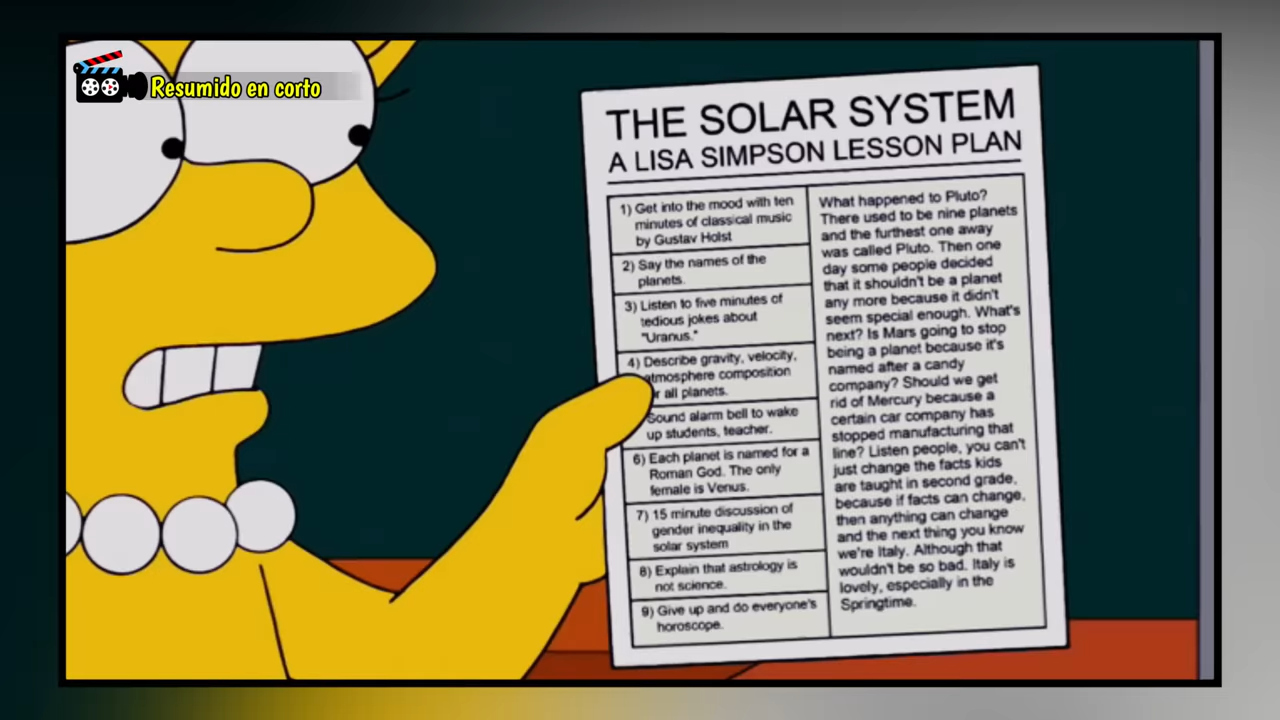 Resumido en corto
THE SOLAR SYSTEM
A LISA SIMPSON LESSON PLAN
1) Get into the mood with ten
minutes of classical music
by Gustav Holst
2) Say the names of the
planets.
3) Listen to five minutes of
tedious jokes about
"Uranus."
4) Describe gravity, velocity,
atmosphere composition
all planets.
Sound alarm bell to wake
up students, teacher.
6) Each planet is named for a
Roman God. The only
female is Venus.
7) 15 minute discussion of
gender inequality in the
solar system
8) Explain that astrology is
not science.
9) Give up and do everyone's
horoscope.
What happened to Pluto?
There used to be nine planets
and the furthest one away
was called Pluto. Then one
day some people decided
that it shouldn't be a planet
any more because it didn't
seem special enough. What's
next? Is Mars going to stop
being a planet because it's
named after a candy
company? Should we get
rid of Mercury because a
certain car company has
stopped manufacturing that
line? Listen people, you can't
just change the facts kids
are taught in second grade,
because if facts can change,
then anything can change
and the next thing you know
we're Italy. Although that
wouldn't be so bad. Italy is
lovely, especially in the
Springtime.